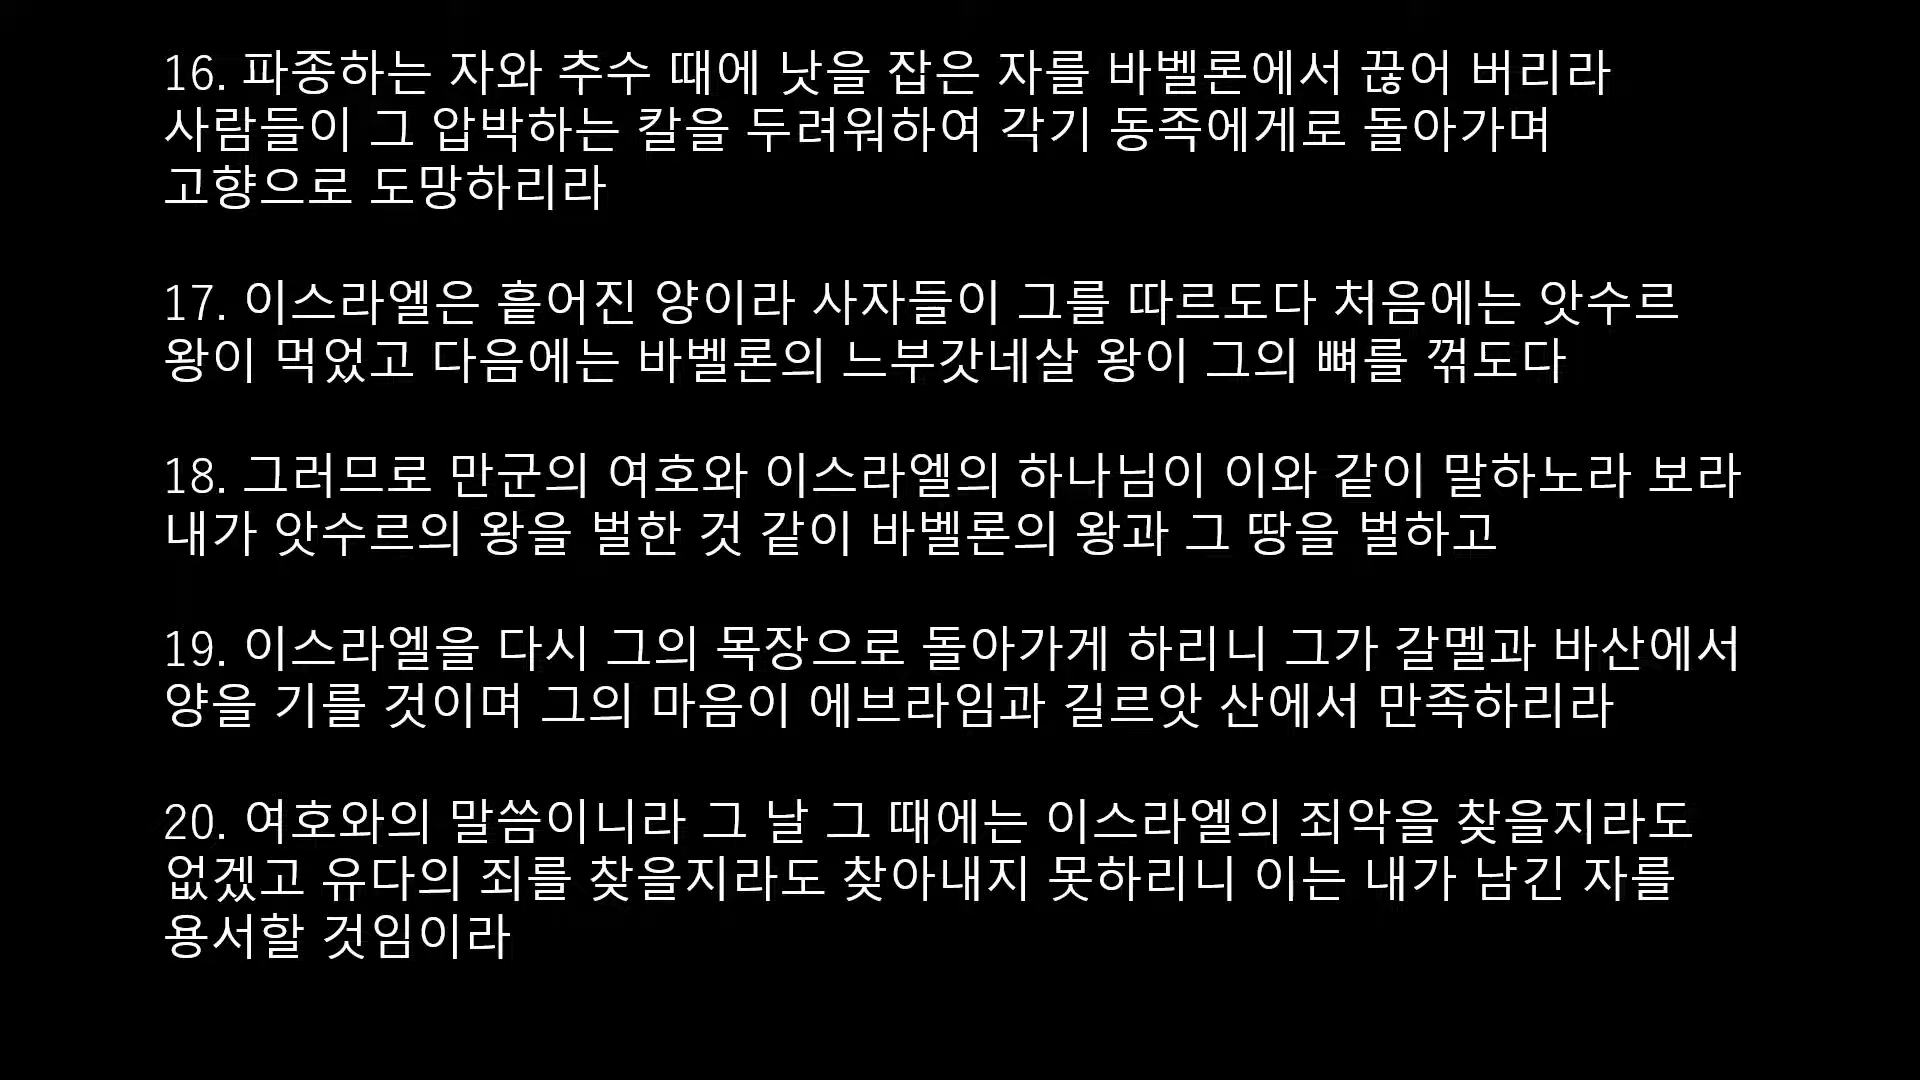 16. 파종하는 자와 추수 때에 낫을 잡은 자를 바벨론에서 끊어 버리라
사람들이 그 압박하는 칼을 두려워하여 각기 동족에게로 돌아가며
고향으로 도망하리라
17. 이스라엘은 흩어진 양이라 사자들이 그를 따르도다 처음에는 앗수르
왕이 먹었고 다음에는 바벨론의 느부갓네살 왕이 그의 뼈를 꺾도다
18. 그러므로 만군의 여호와 이스라엘의 하나님이 이와 같이 말하노라 보라
내가 앗수르의 왕을 벌한 것 같이 바벨론의 왕과 그 땅을 벌하고
19. 이스라엘을 다시 그의 목장으로 돌아가게 하리니 그가 갈멜과 바산에서
양을 기를 것이며 그의 마음이 에브라임과 길르앗 산에서 만족하리라
20. 여호와의 말씀이니라 그 날 그 때에는 이스라엘의 죄악을 찾을지라도
없겠고 유다의 죄를 찾을지라도 찾아내지 못하리니 이는 내가 남긴 자를
용서할 것임이라